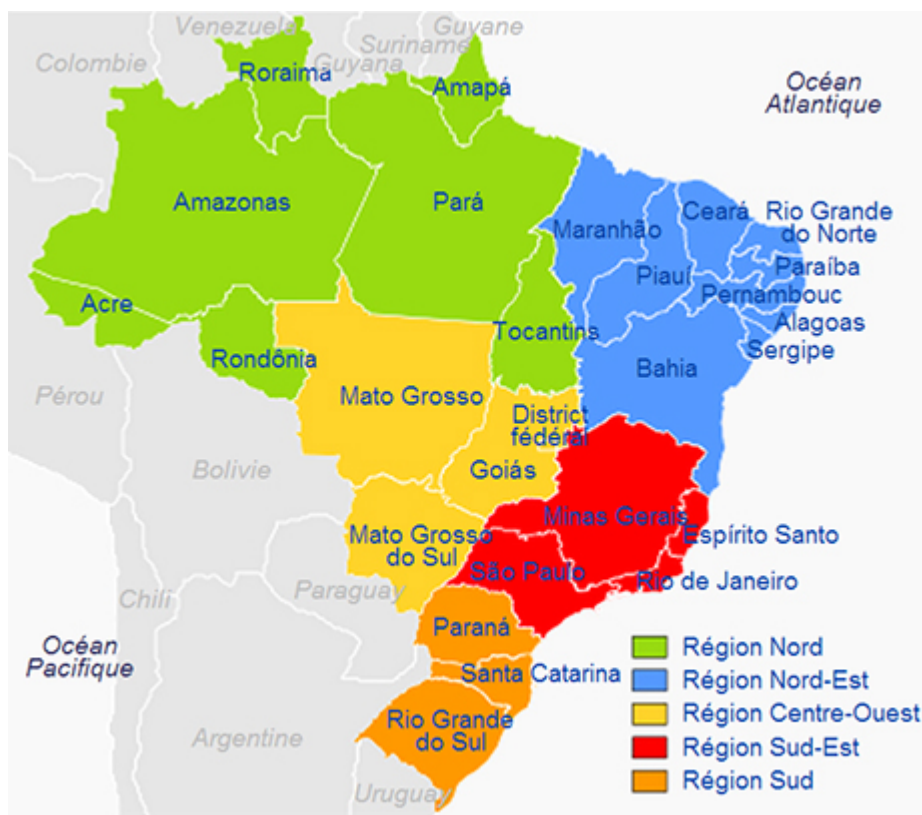 Venezuela
Guyane
Suriname
Colombie
Guyana
Roraima
Amapá
Océan
Atlantique
Amazonas
Pará
Maranhão
Ceará
Rio Grande
do Norte
Piauí
Paraíba
Pernambouc
Acre
Alagoas
Tocantins
Sergipe
Rondônia
Bahia
Pérou
Mato Grosso
District
fédéral
Bolivie
Goiás
Minas Gerais
Mato Grosso
do Sul
Espírito Santo
São Paulo
Rio de Janeiro
Paraguay
Chili
Paraná
Océan
Pacifique
Santa Catarina
Rio Grande
do Sul
Argentine
Uruguay
Région Nord
Région Nord-Est
Région Centre-Ouest
Région Sud-Est
Région Sud